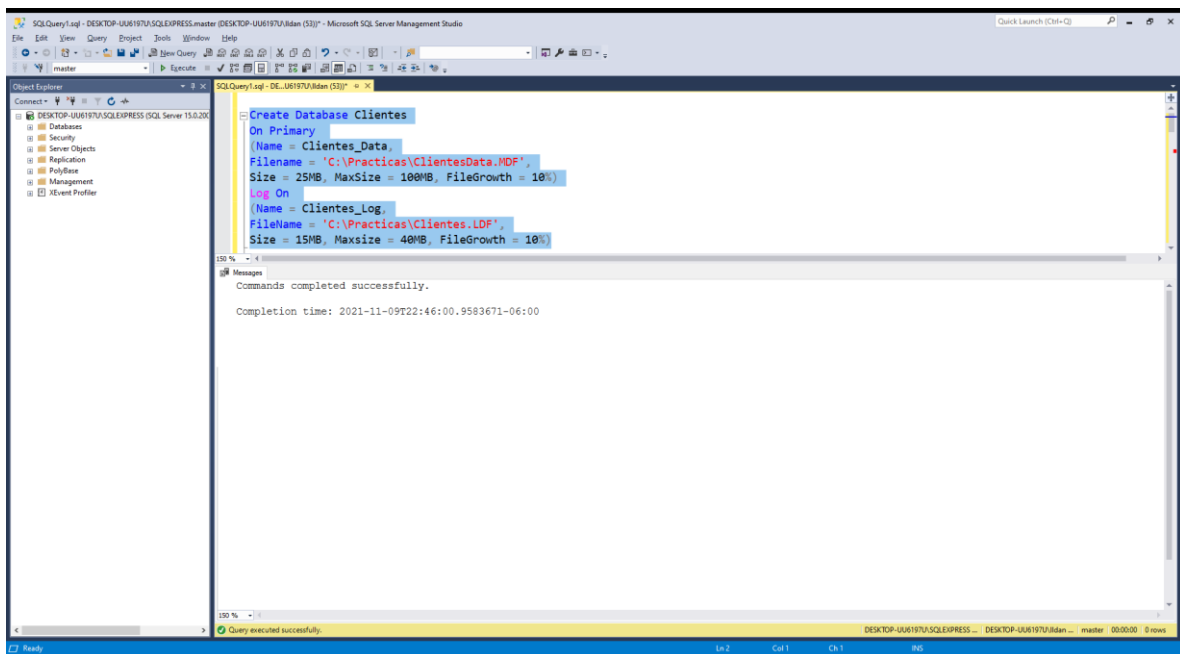 SQLQuery1.sql - DESKTOP-UU6197U\SQLEXPRESS.master (DESKTOP-UU6197U\Ildan (53))* - Microsoft SQL Server Management Studio
Quick Launch (Ctrl+Q)
File Edit View Query Project Tools Window Help
New Query
master
Execute
Object Explorer
SQLQuery1.sql - DE...U6197U\Ildan (53))*
Connect
DESKTOP-UU6197U\SQLEXPRESS (SQL Server 15.0.200
Databases
Security
Server Objects
Replication
PolyBase
Management
XEvent Profiler
Create Database Clientes
On Primary
(Name = Clientes_Data,
Filename = 'C:\Practicas\ClientesData.MDF',
Size = 25MB, MaxSize = 100MB, FileGrowth = 10%)
Log On
(Name = Clientes_Log,
FileName = 'C:\Practicas\Clientes.LDF',
Size = 15MB, Maxsize = 40MB, FileGrowth = 10%)
150 %
Messages
Commands completed successfully.
Completion time: 2021-11-09T22:46:00.9583671-06:00
150 %
Query executed successfully.
DESKTOP-UU6197U\SQLEXPRESS ... DESKTOP-UU6197U\Ildan ... master 00:00:00 0 rows
Ready
Ln 2 Col 1 Ch 1 INS